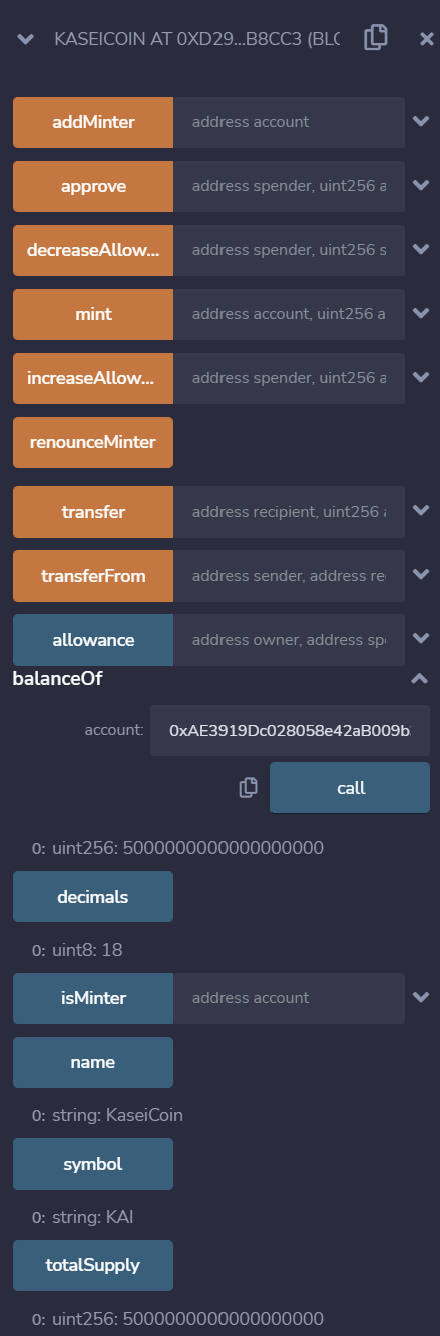 KASEICOIN AT 0XD29...B8CC3 (BLC
addMinter address account
approve address spender, uint256 a
decreaseAllow... address spender, uint256 s
mint address account, uint256 a
increaseAllow... address spender, uint256 a
renounceMinter
transfer address recipient, uint256 a
transferFrom address sender, address re
allowance address owner, address spe
balanceOf
account: 0xAE3919Dc028058e42aB009b
call
0: uint256: 5000000000000000000
decimals
0: uint8: 18
isMinter address account
name
0: string: KaseiCoin
symbol
0: string: KAI
totalSupply
0: uint256: 5000000000000000000